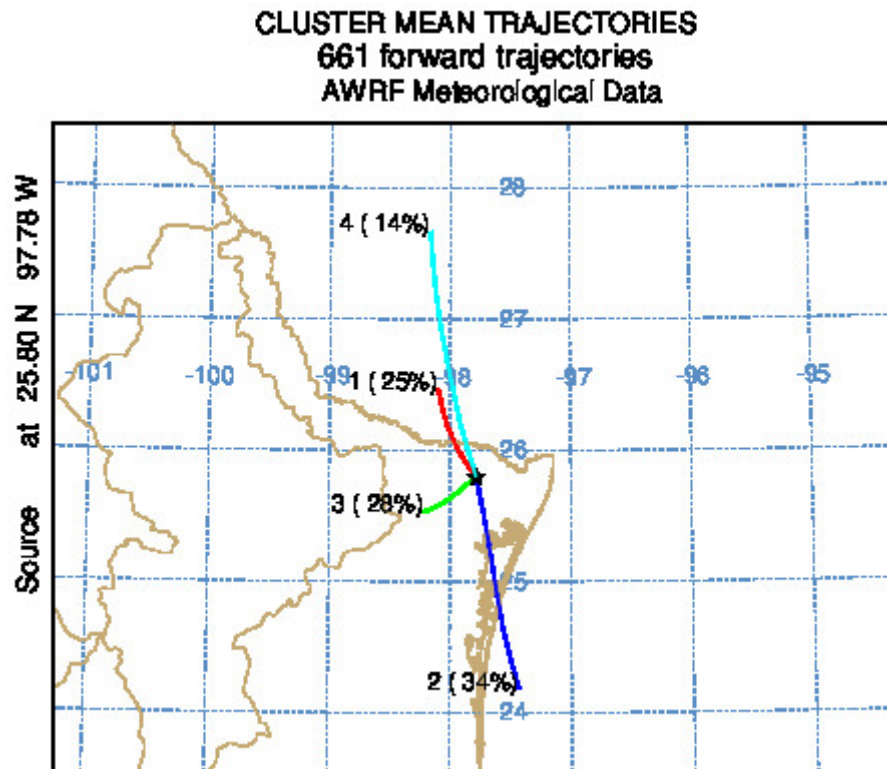 CLUSTER MEAN TRAJECTORIES
661 forward trajectories
AWRF Meteorological Data
Source at 25.80 N 97.78 W
28
4 ( 14%)
27
-101 -100 -99 -98 -97 -96 -95
1 ( 25%)
26
3 ( 28%)
25
2 ( 34%)
24